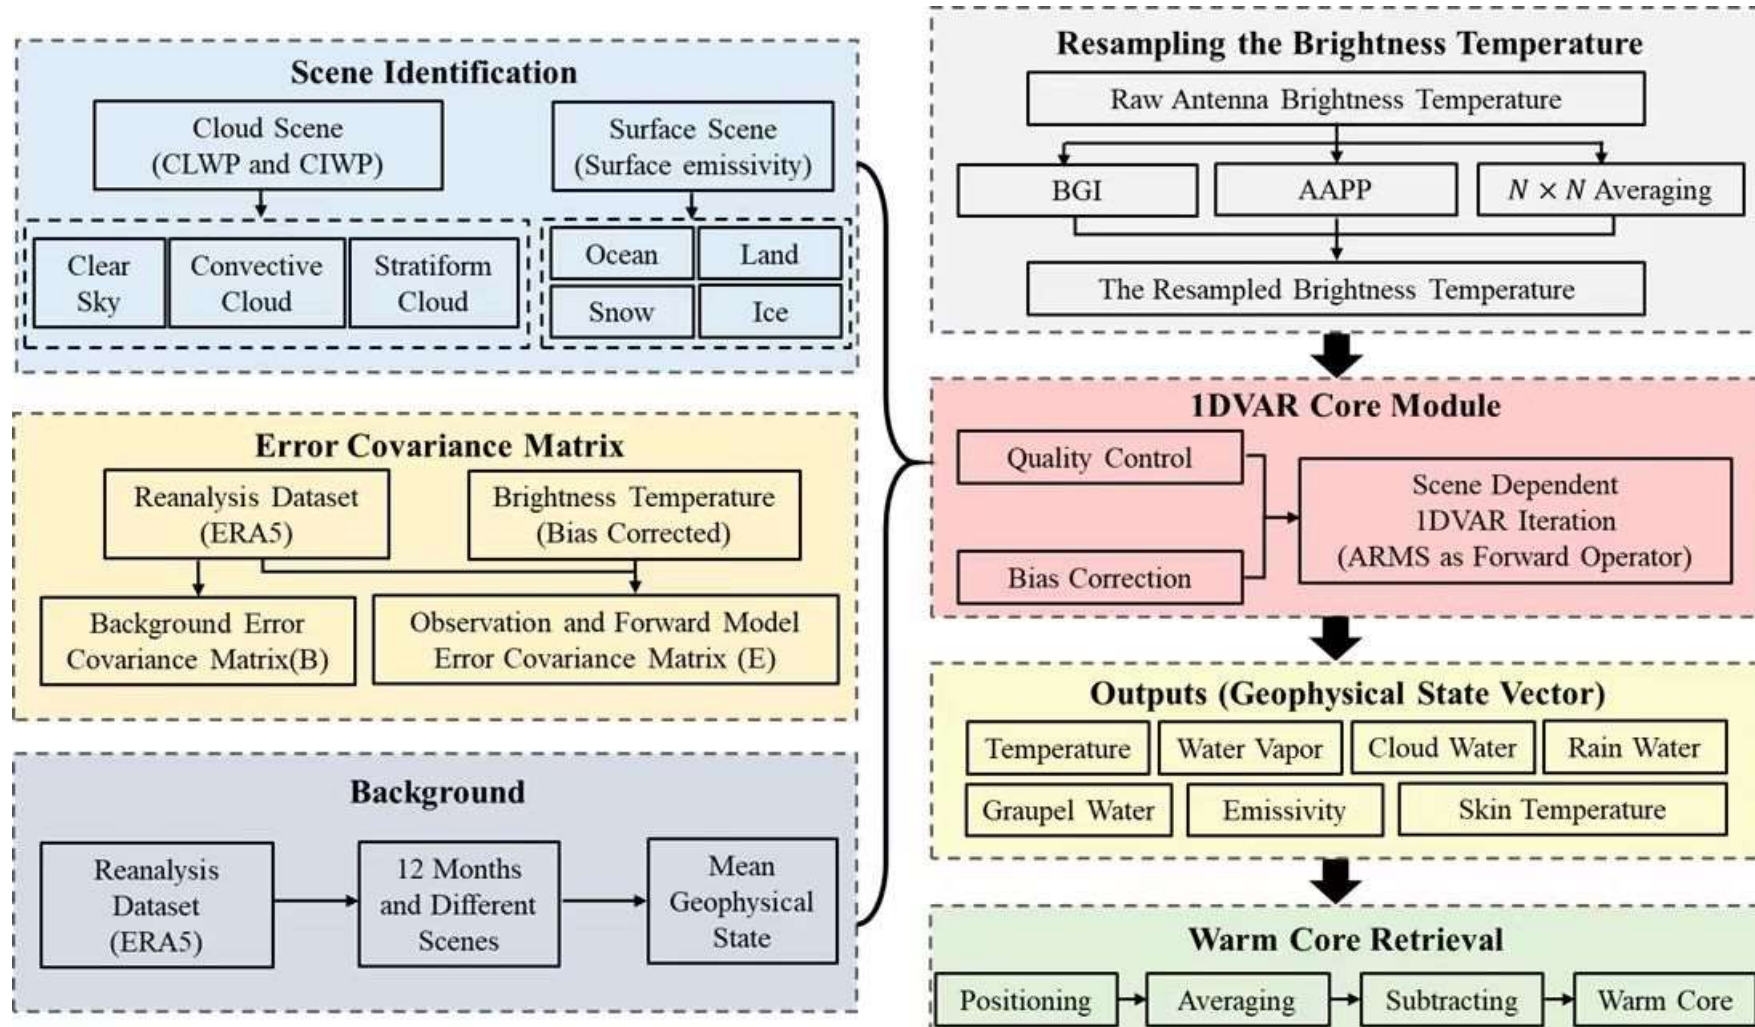 Scene Identification
Cloud Scene
(CLWP and CIWP)
Surface Scene
(Surface emissivity)
Clear
Sky
Convective
Cloud
Stratiform
Cloud
Ocean
Land
Snow
Ice
Error Covariance Matrix
Reanalysis Dataset
(ERA5)
Brightness Temperature
(Bias Corrected)
Background Error
Covariance Matrix(B)
Observation and Forward Model
Error Covariance Matrix (E)
Background
Reanalysis
Dataset
(ERA5)
12 Months
and Different
Scenes
Mean
Geophysical
State
Resampling the Brightness Temperature
Raw Antenna Brightness Temperature
BGI
AAPP
N × N Averaging
The Resampled Brightness Temperature
1DVAR Core Module
Quality Control
Bias Correction
Scene Dependent
1DVAR Iteration
(ARMS as Forward Operator)
Outputs (Geophysical State Vector)
Temperature
Water Vapor
Cloud Water
Rain Water
Graupel Water
Emissivity
Skin Temperature
Warm Core Retrieval
Positioning
Averaging
Subtracting
Warm Core